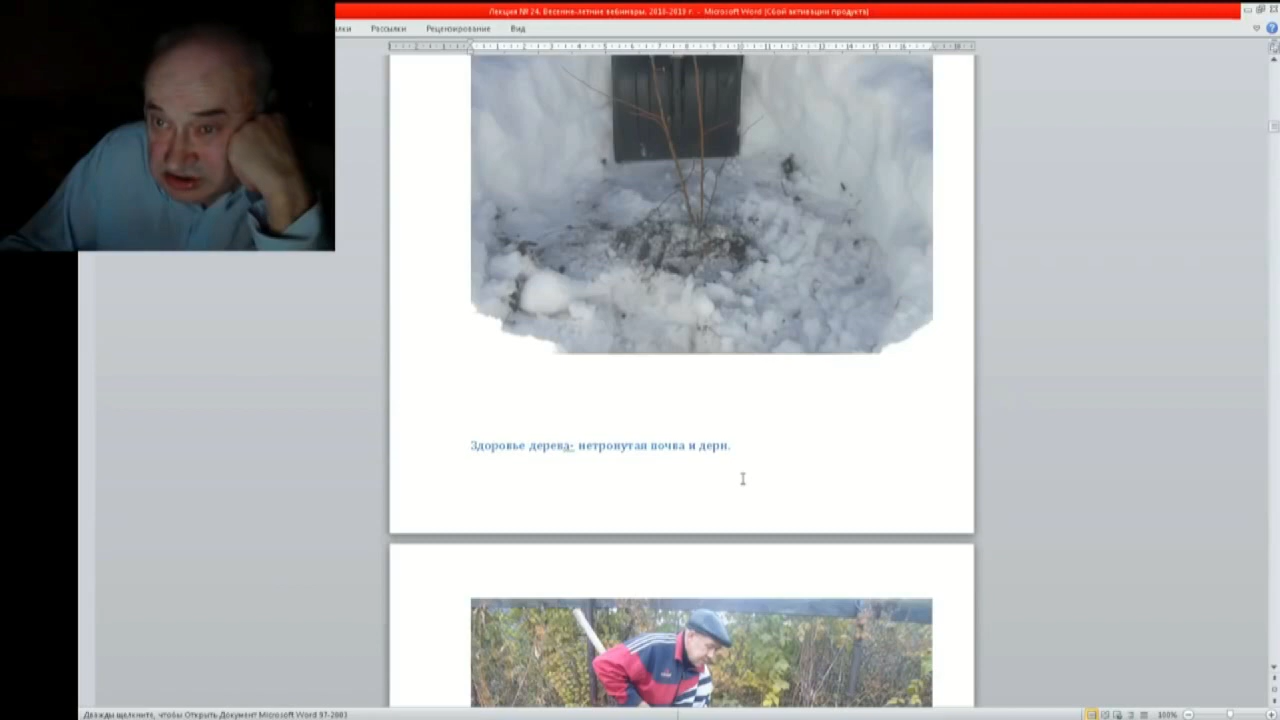 Лекция № 24. Весенне-летние вебинары. 2018-2019 г. - Microsoft Word (Сбой активации продукта)
Рассылки Рецензирование Вид
Здоровье дерева- нетронутая почва и дерн.
Дважды щелкните, чтобы Открыть Документ Microsoft Word 97-2003
100%